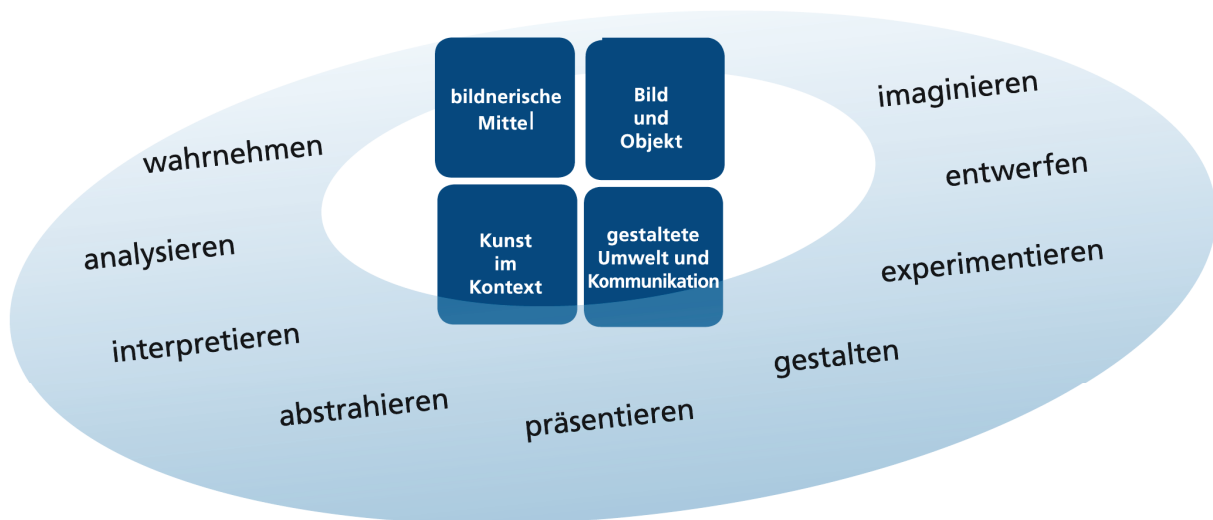 bildnerische
Mittel
Bild
und
Objekt
Kunst
im
Kontext
gestaltete
Umwelt und
Kommunikation
wahrnehmen
analysieren
interpretieren
abstrahieren
präsentieren
gestalten
experimentieren
entwerfen
imaginieren